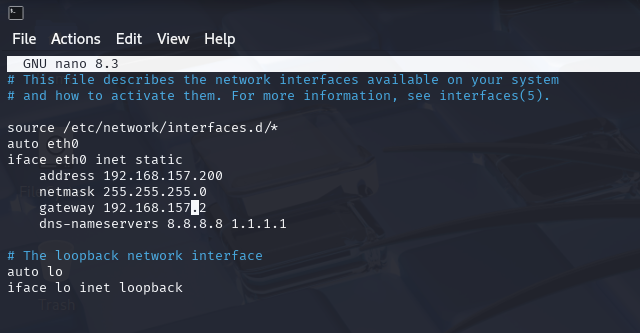 File Actions Edit View Help
GNU nano 8.3
# This file describes the network interfaces available on your system
# and how to activate them. For more information, see interfaces(5).
source /etc/network/interfaces.d/*
auto eth0
iface eth0 inet static
    address 192.168.157.200
    netmask 255.255.255.0
    gateway 192.168.157.2
    dns-nameservers 8.8.8.8 1.1.1.1
# The loopback network interface
auto lo
iface lo inet loopback
Trash